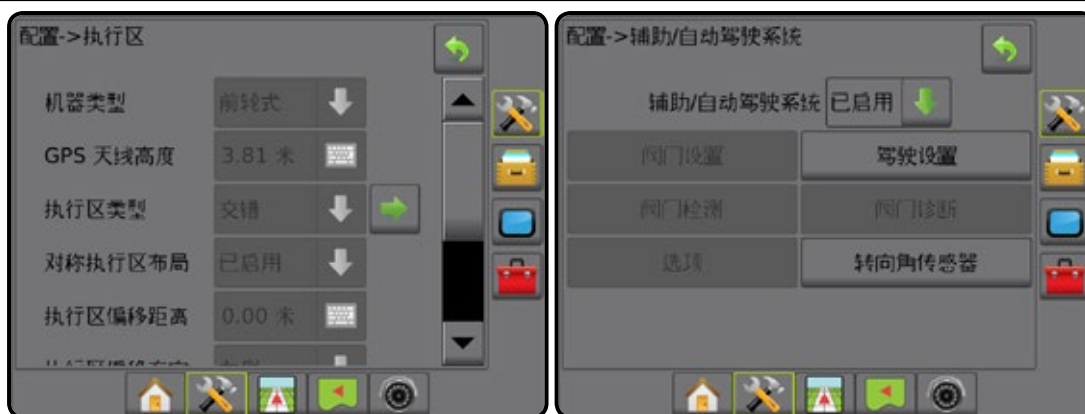 配置->执行区
机器类型 前轮式
GPS 天线高度 3.81 米
执行区类型 交错
对称执行区布局 已启用
执行区偏移距离 0.00 米
配置->辅助/自动驾驶系统
辅助/自动驾驶系统 已启用
阀门设置 驾驶设置
阀门检测 阀门诊断
选项 转向角传感器